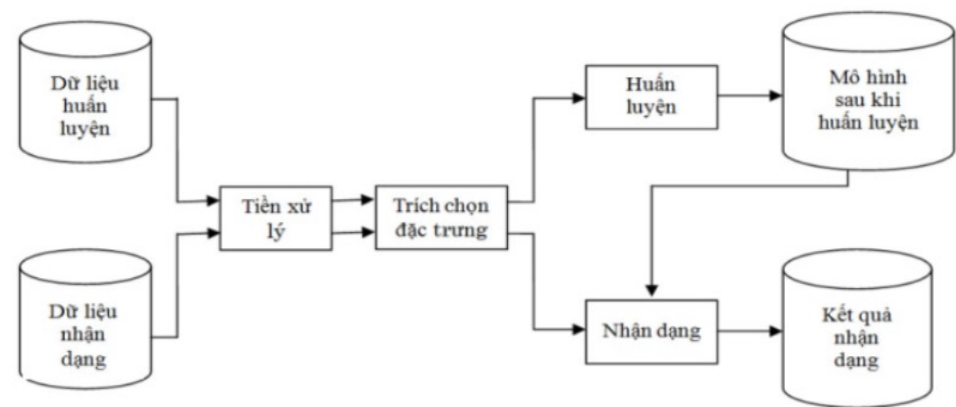 Dữ liệu
huấn
luyện
Huấn
luyện
Mô hình
sau khi
huấn luyện
Tiền xử
lý
Trích chọn
đặc trưng
Dữ liệu
nhận
dạng
Nhận dạng
Kết quả
nhận
dạng